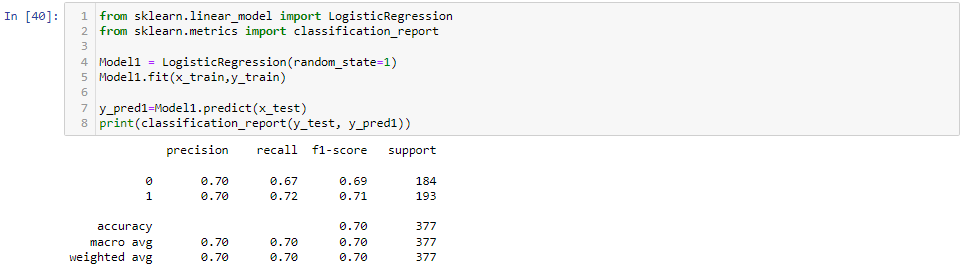 In [40]:
1 from sklearn.linear_model import LogisticRegression
2 from sklearn.metrics import classification_report
3
4 Model1 = LogisticRegression(random_state=1)
5 Model1.fit(x_train,y_train)
6
7 y_pred1=Model1.predict(x_test)
8 print(classification_report(y_test, y_pred1))
precision recall f1-score support
0 0.70 0.67 0.69 184
1 0.70 0.72 0.71 193
accuracy 0.70 377
macro avg 0.70 0.70 0.70 377
weighted avg 0.70 0.70 0.70 377